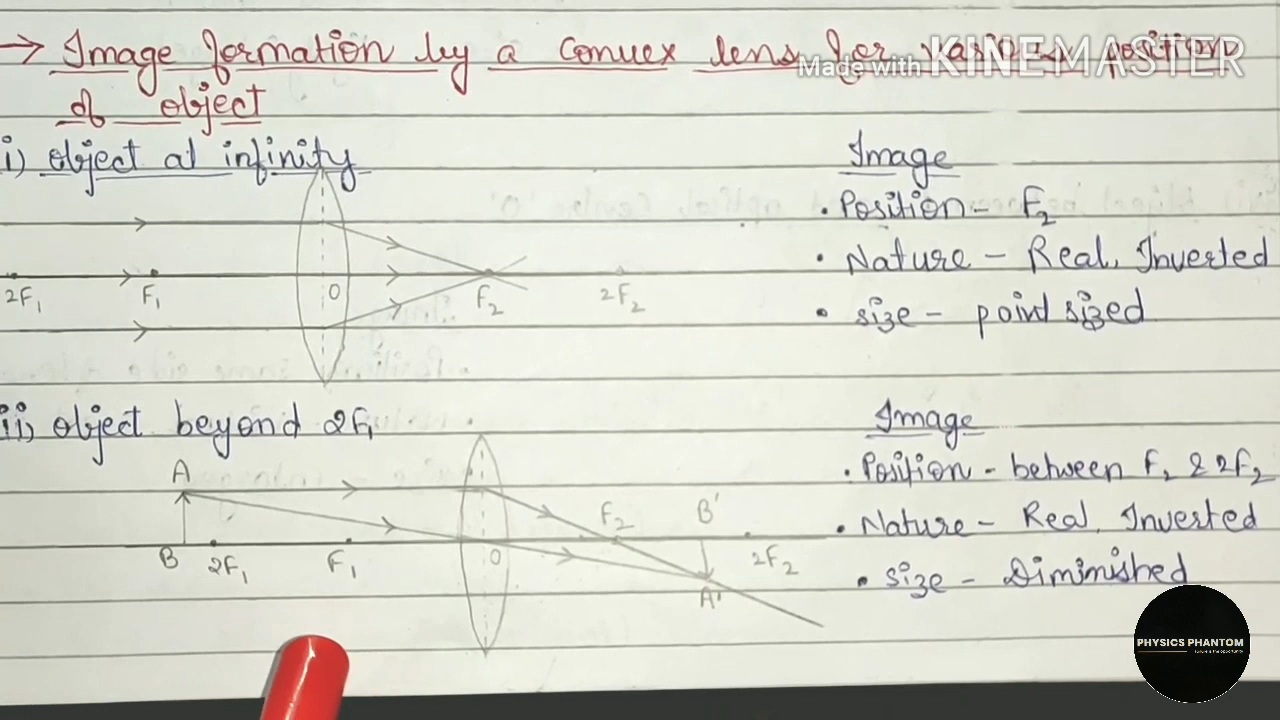 → Image formation by a convex lens for various position
Made with KINEMASTER
of object
i) object at infinity
Image
• Position - F2
• Nature - Real, Inverted
• size - point sized
2F1 F1 O F2 2F2
ii) object beyond 2F1
Image
• Position - between F2 & 2F2
• Nature - Real, Inverted
• size - Diminished
A
F2 B'
B 2F1 F1 O 2F2
A'
PHYSICS PHANTOM